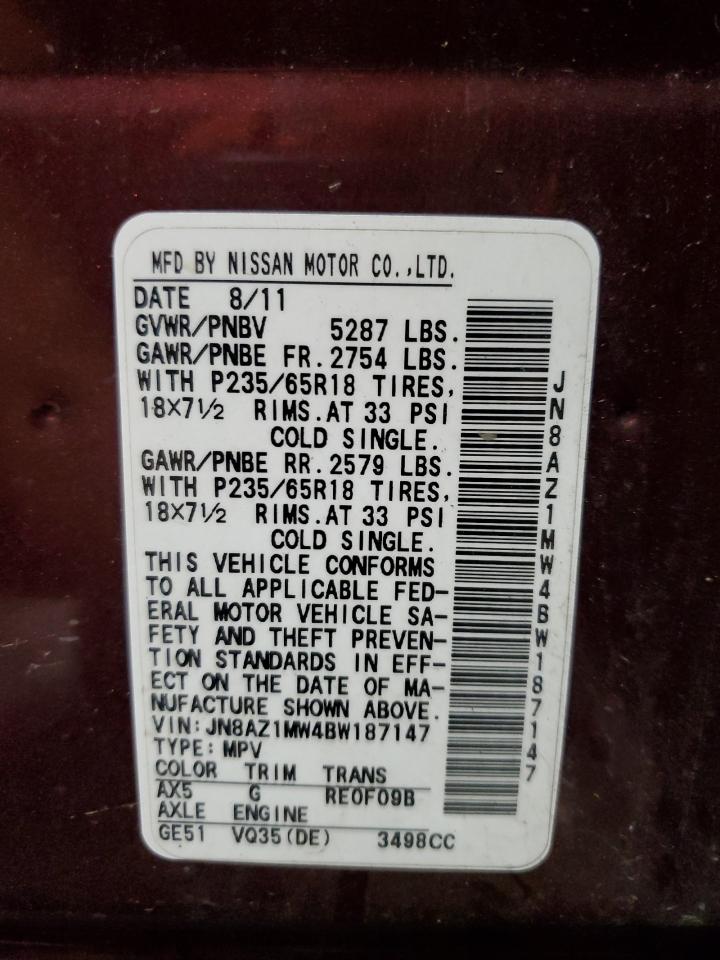 MFD BY NISSAN MOTOR CO.,LTD.
DATE 8/11
GVWR/PNBV 5287 LBS.
GAWR/PNBE FR. 2754 LBS.
WITH P235/65R18 TIRES,
18X7½ RIMS. AT 33 PSI
COLD SINGLE.
GAWR/PNBE RR. 2579 LBS.
WITH P235/65R18 TIRES,
18X7½ RIMS. AT 33 PSI
COLD SINGLE.
THIS VEHICLE CONFORMS
TO ALL APPLICABLE FED-
ERAL MOTOR VEHICLE SA-
FETY AND THEFT PREVEN-
TION STANDARDS IN EFF-
ECT ON THE DATE OF MA-
NUFACTURE SHOWN ABOVE.
VIN: JN8AZ1MW4BW187147
TYPE: MPV
COLOR TRIM TRANS
AX5 G RE0F09B
AXLE ENGINE
GE51 VQ35(DE) 3498CC
JN8AZ1MW4BW187147